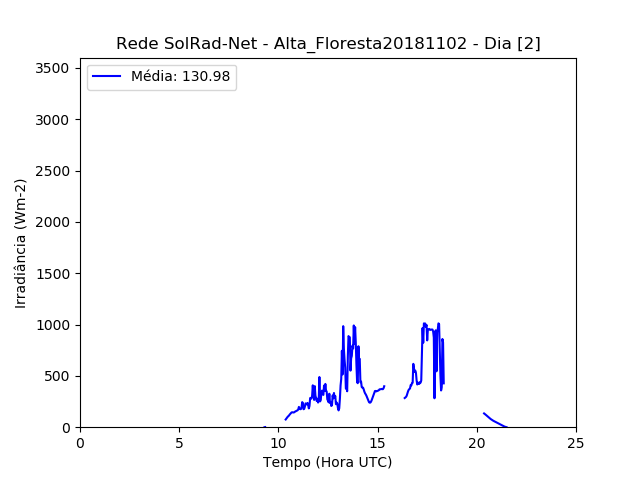 Rede SolRad-Net - Alta_Floresta20181102 - Dia [2]
Média: 130.98
Irradiância (Wm-2)
3500
3000
2500
2000
1500
1000
500
0
0 5 10 15 20 25
Tempo (Hora UTC)